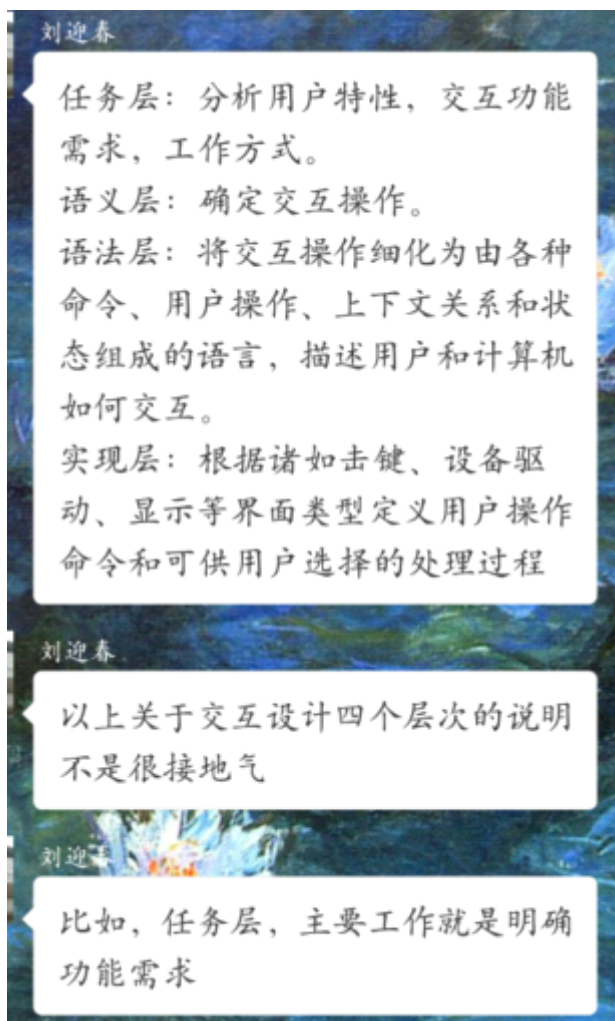 刘迎春
任务层：分析用户特性，交互功能
需求，工作方式。
语义层：确定交互操作。
语法层：将交互操作细化为由各种
命令、用户操作、上下文关系和状
态组成的语言，描述用户和计算机
如何交互。
实现层：根据诸如击键、设备驱
动、显示等界面类型定义用户操作
命令和可供用户选择的处理过程
刘迎春
以上关于交互设计四个层次的说明
不是很接地气
刘迎春
比如，任务层，主要工作就是明确
功能需求